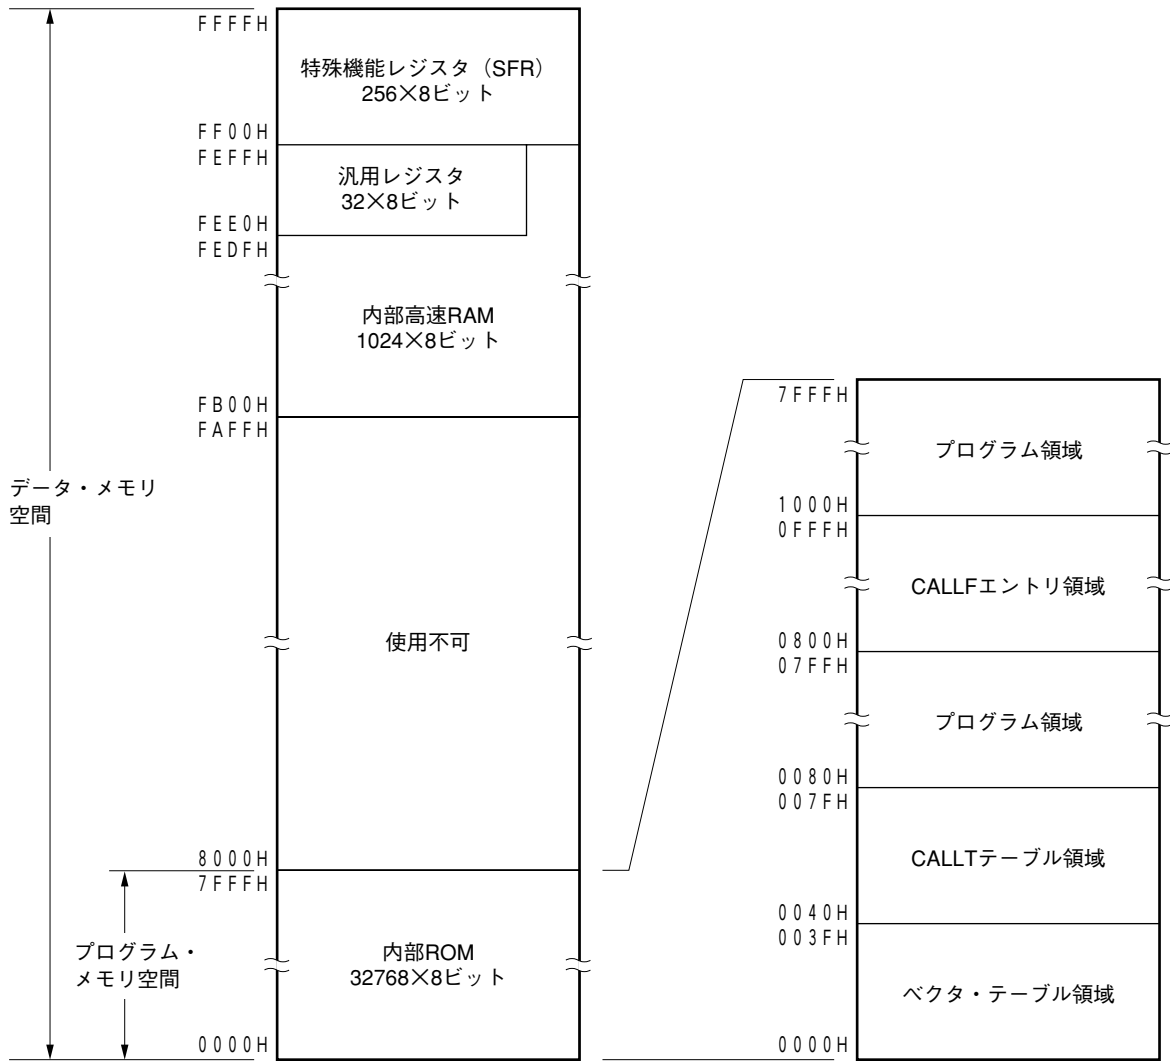 FFFFH
特殊機能レジスタ（SFR）
256×8ビット
FF00H
FEFFH
汎用レジスタ
32×8ビット
FEE0H
FEDFH
内部高速RAM
1024×8ビット
FB00H
FAFFH
データ・メモリ
空間
使用不可
8000H
7FFFH
プログラム・
メモリ空間
内部ROM
32768×8ビット
0000H
7FFFH
プログラム領域
1000H
0FFFH
CALLFエントリ領域
0800H
07FFH
プログラム領域
0080H
007FH
CALLTテーブル領域
0040H
003FH
ベクタ・テーブル領域
0000H